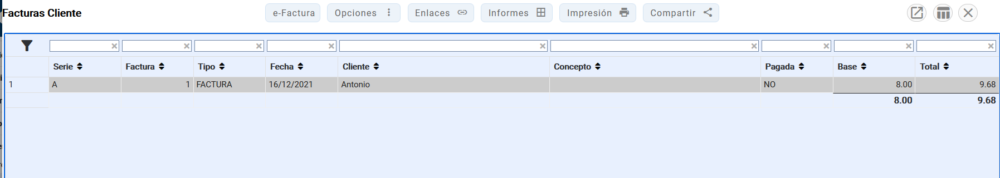 Facturas Cliente e-Factura Opciones Enlaces Informes Impresión Compartir
Serie Factura Tipo Fecha Cliente Concepto Pagada Base Total
1 A 1 FACTURA 16/12/2021 Antonio NO 8.00 9.68
8.00 9.68